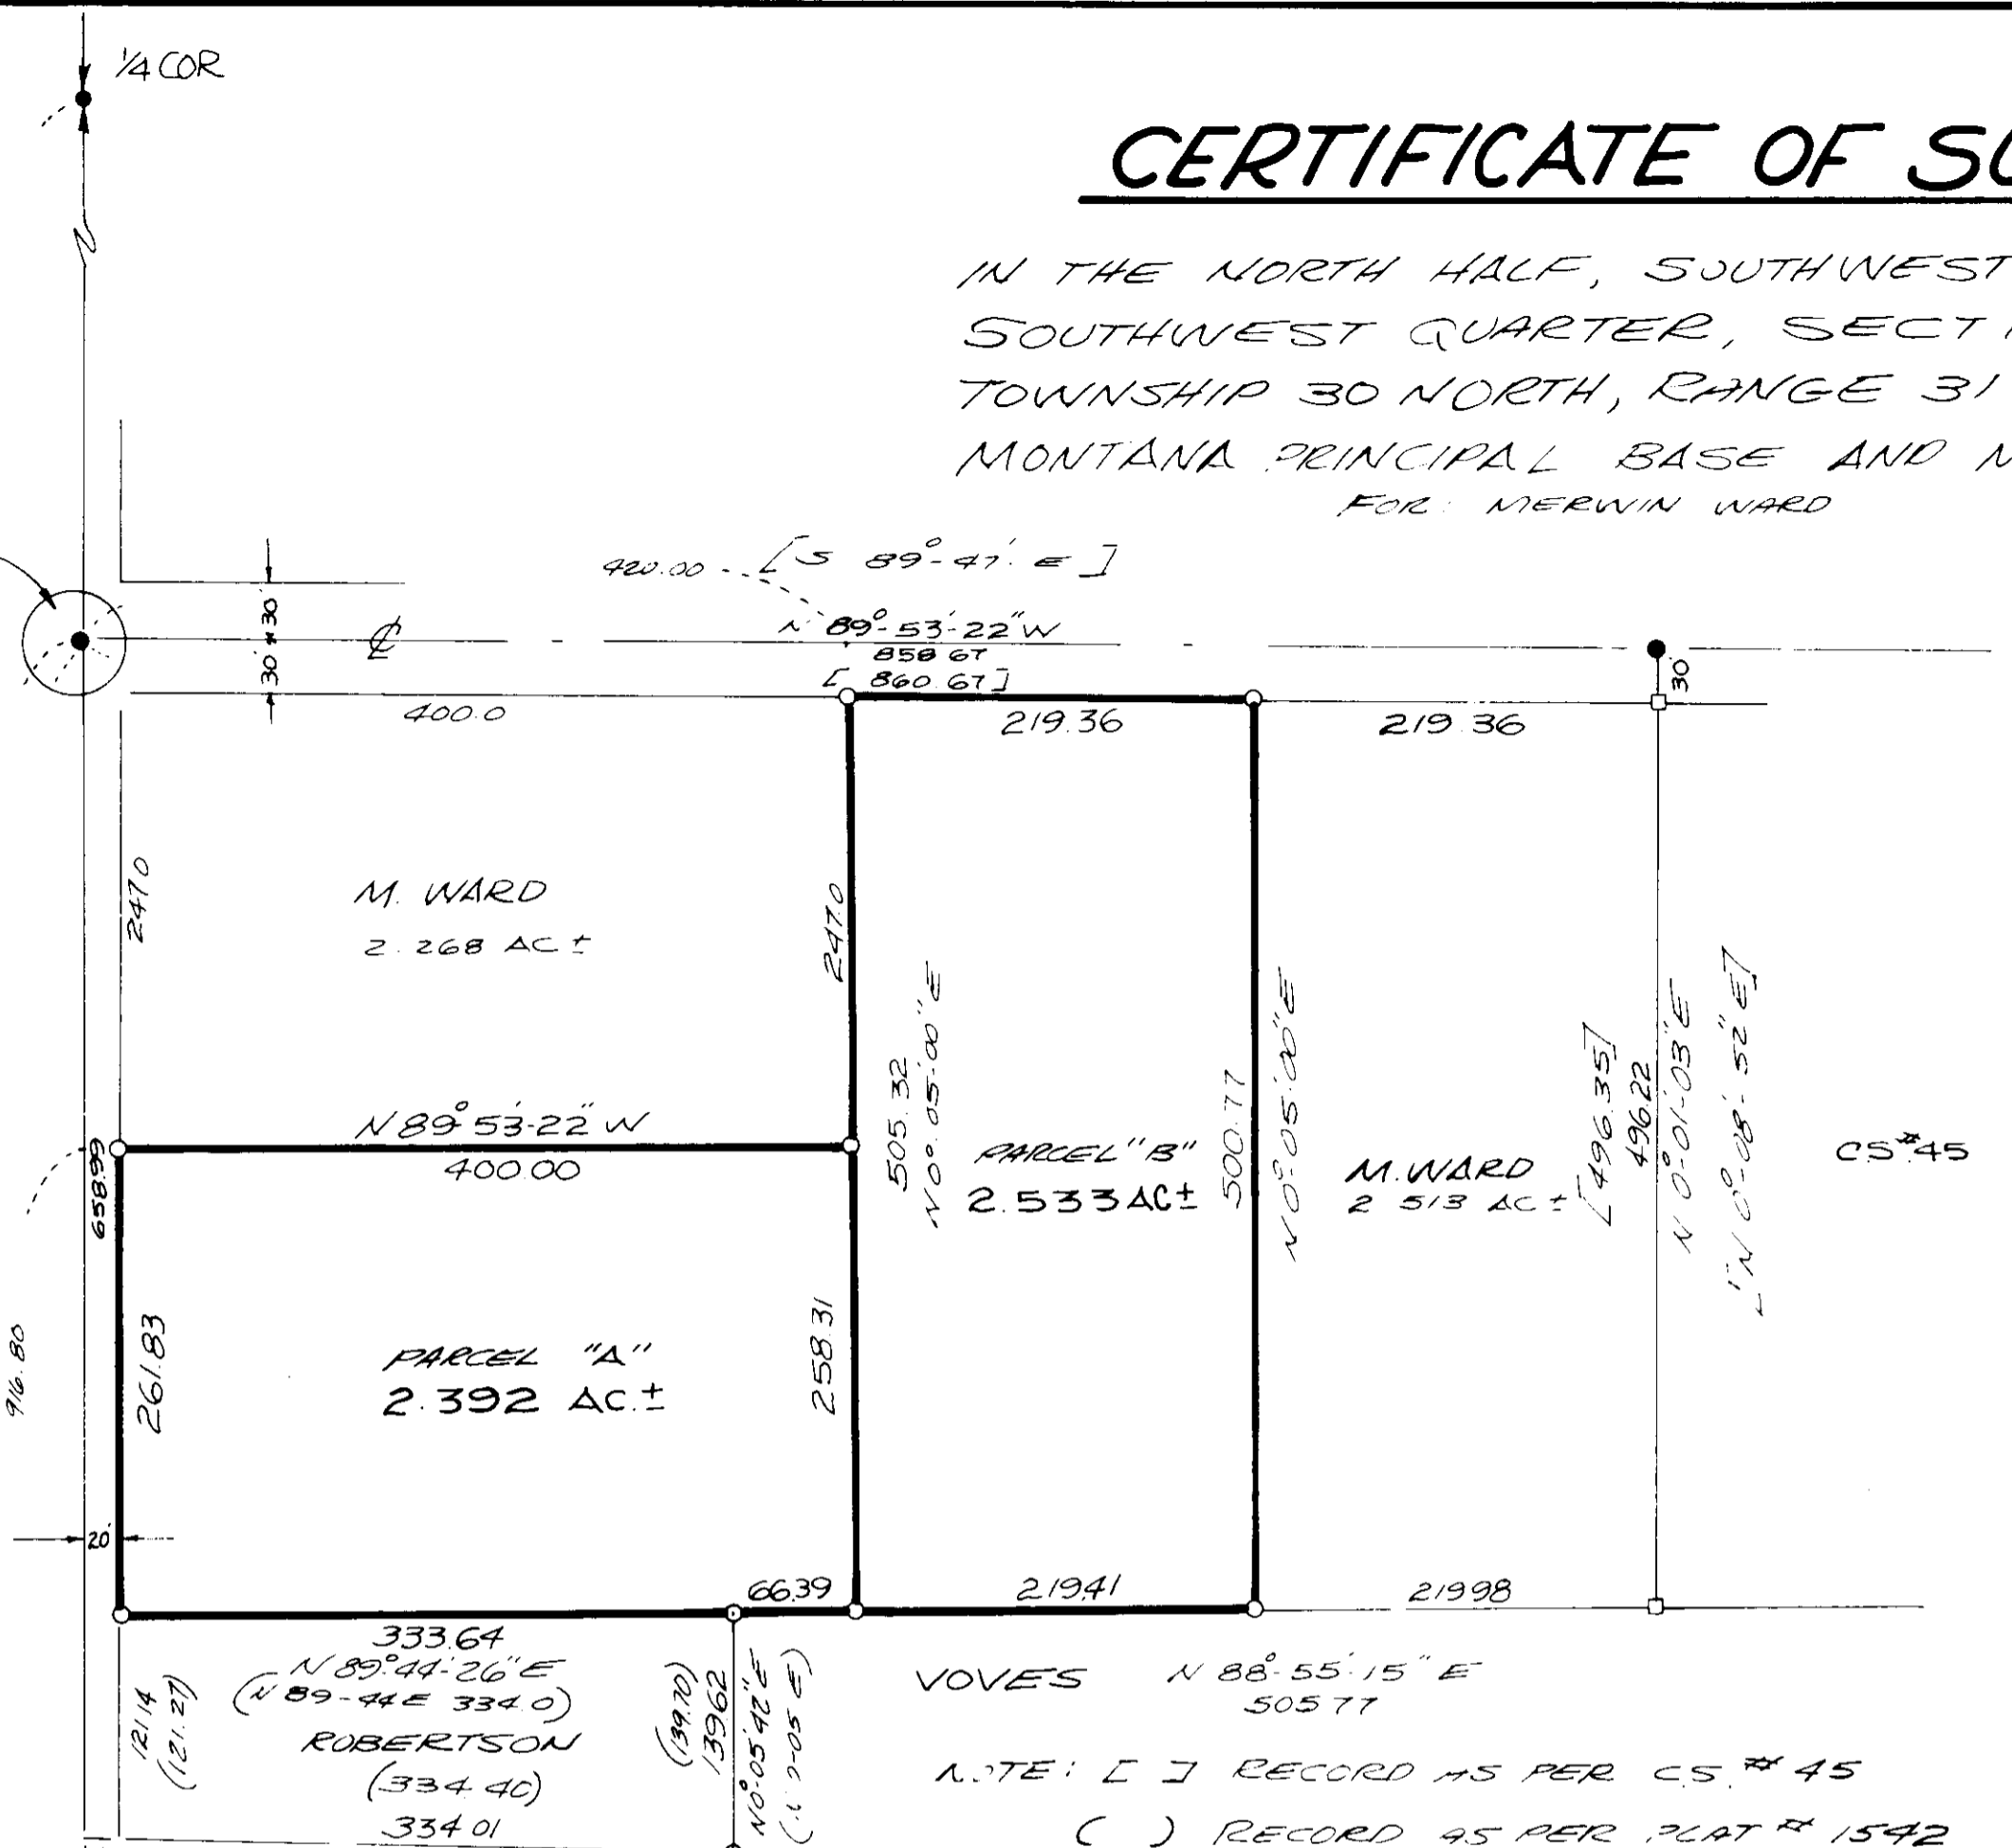 1/4 COR
CERTIFICATE OF SU
IN THE NORTH HALF, SOUTHWEST
SOUTHWEST QUARTER, SECT
TOWNSHIP 30 NORTH, RANGE 31
MONTANA PRINCIPAL BASE AND M
FOR: MERWIN WARD
420.00
[S 89°-47' E]
N 89°-53'-22" W
858.67
[860.67]
30' 30'
℄
30'
400.0
219.36
219.36
247.0
M. WARD
2.268 AC ±
247.0
505.32
N 0°-05'-00" E
N 89° 53'-22" W
400.00
658.99
PARCEL "B"
2.533 AC ±
500.77
N 0°-05'-00" E
M. WARD
2.513 AC ±
[496.35]
496.22
N 0°-01'-03" E
[N 0°-08'-52" E]
CS #45
916.80
261.83
PARCEL "A"
2.392 AC. ±
258.31
20'
66.39
219.41
219.98
333.64
N 89°-44'-26" E
(N 89-44 E 334.0)
ROBERTSON
(334.40)
334.01
121.14
(121.27)
(139.70)
139.62
N 0°-05'-42" E
VOVES
N 88°-55'-15" E
505.77
NOTE: [ ] RECORD AS PER C.S. # 45
( ) RECORD AS PER PLAT # 1542